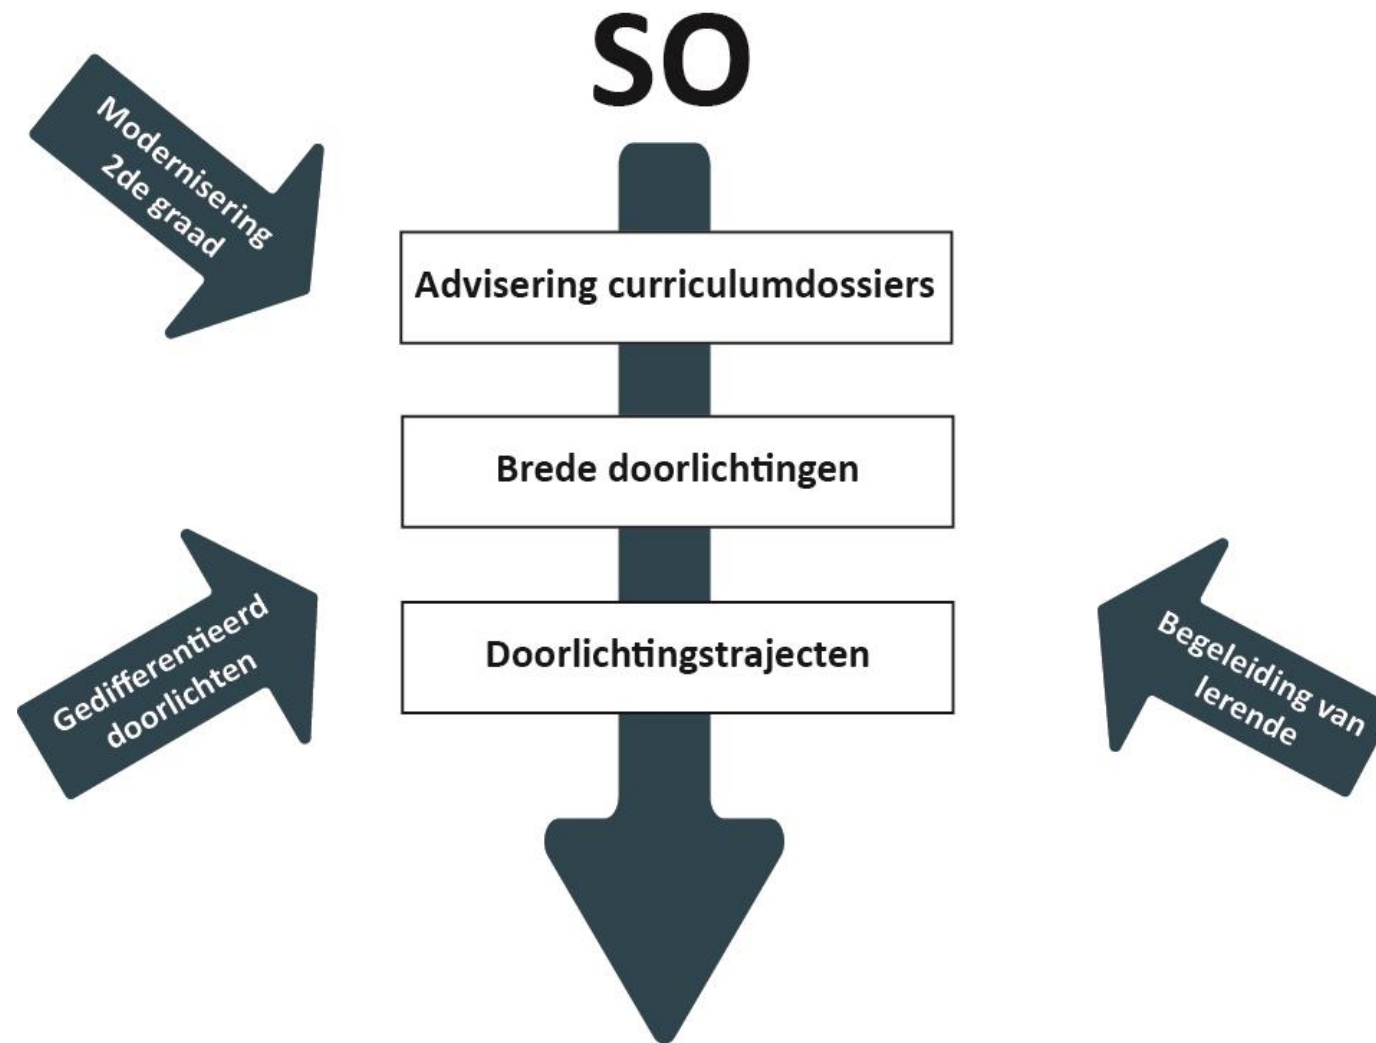 SO
Modernisering
2de graad
Advisering curriculumdossiers
Brede doorlichtingen
Gedifferentieerd
doorlichten
Doorlichtingstrajecten
Begeleiding van
lerende